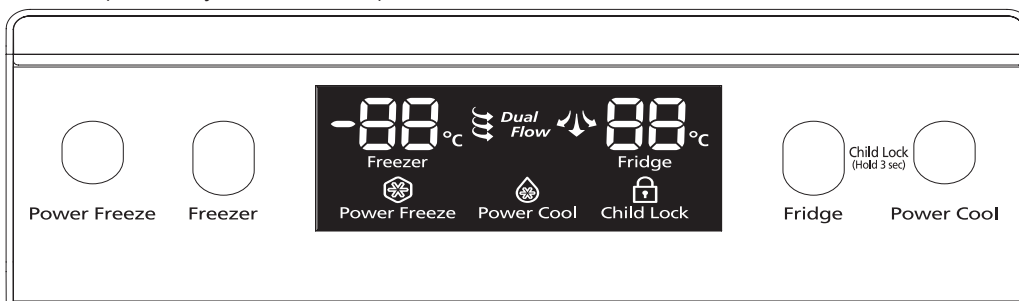 -88°C Dual Flow 88°C
Freezer Fridge
Power Freeze Power Cool Child Lock
Power Freeze Freezer Fridge Child Lock (Hold 3 sec) Power Cool